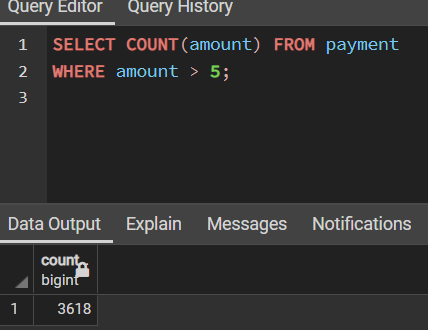 Query Editor Query History
1 SELECT COUNT(amount) FROM payment
2 WHERE amount > 5;
3
Data Output Explain Messages Notifications
count
bigint
1 3618